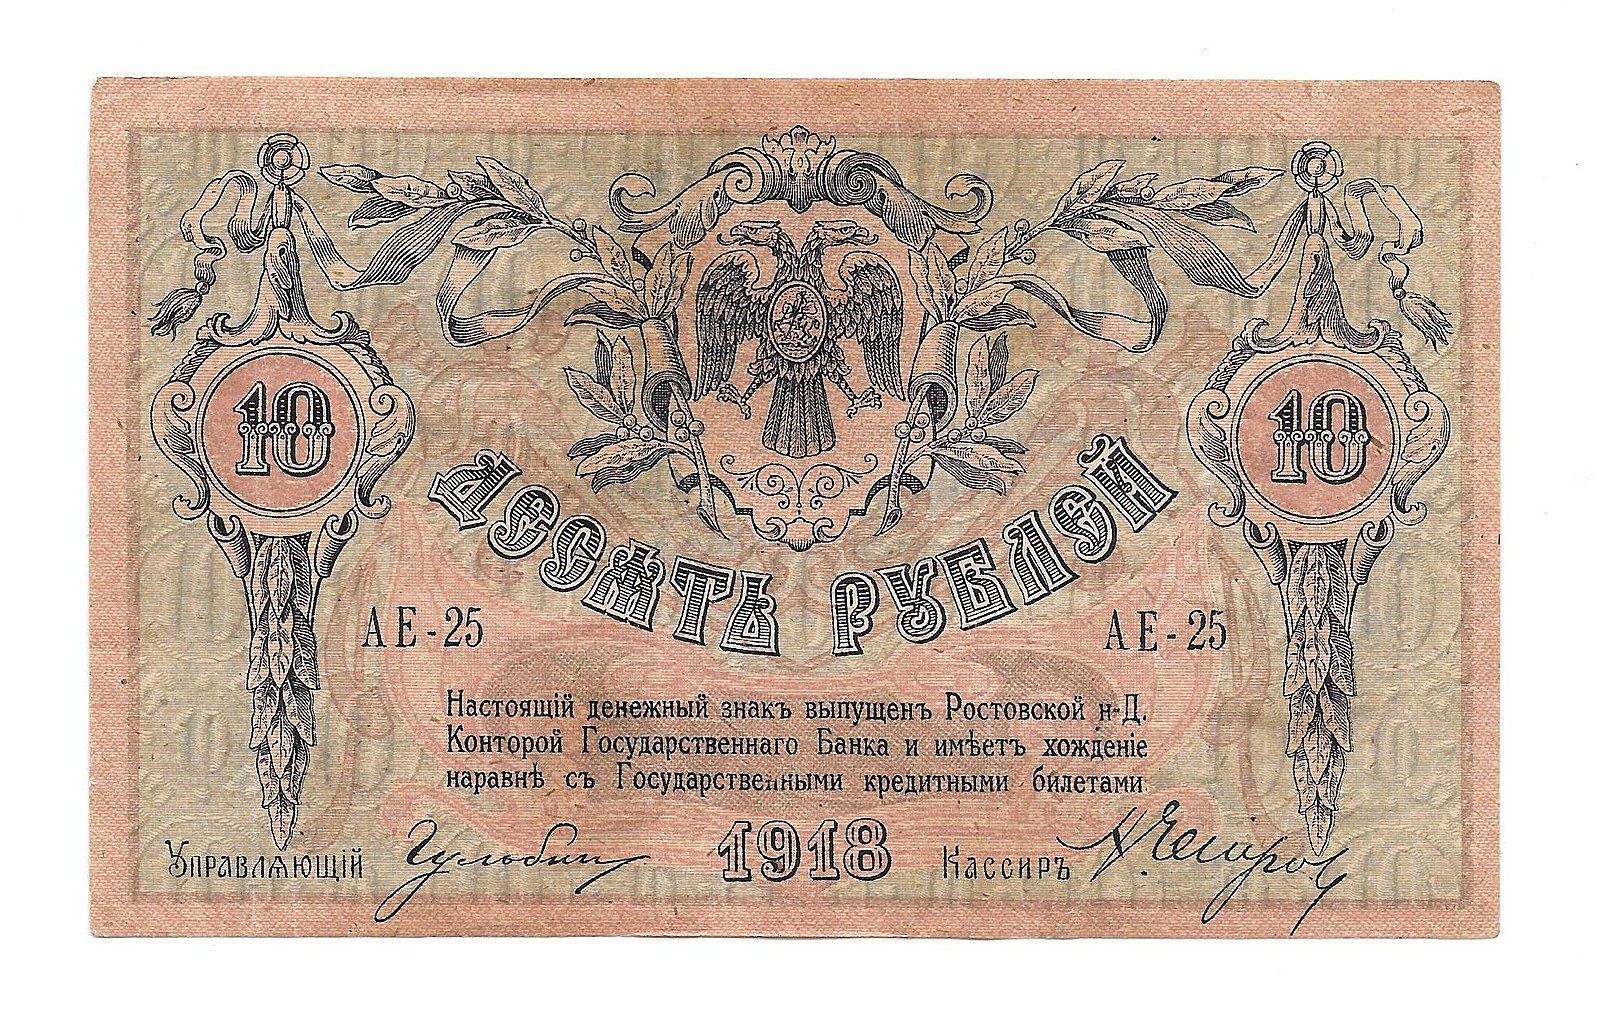 10
10
ДЕСЯТЬ РУБЛЕЙ
АЕ-25
АЕ-25
Настоящій денежный знакъ выпущенъ Ростовской н-Д.
Конторой Государственнаго Банка и имѣетъ хожденіе
наравнѣ съ Государственными кредитными билетами
Управляющій
1918
Кассиръ